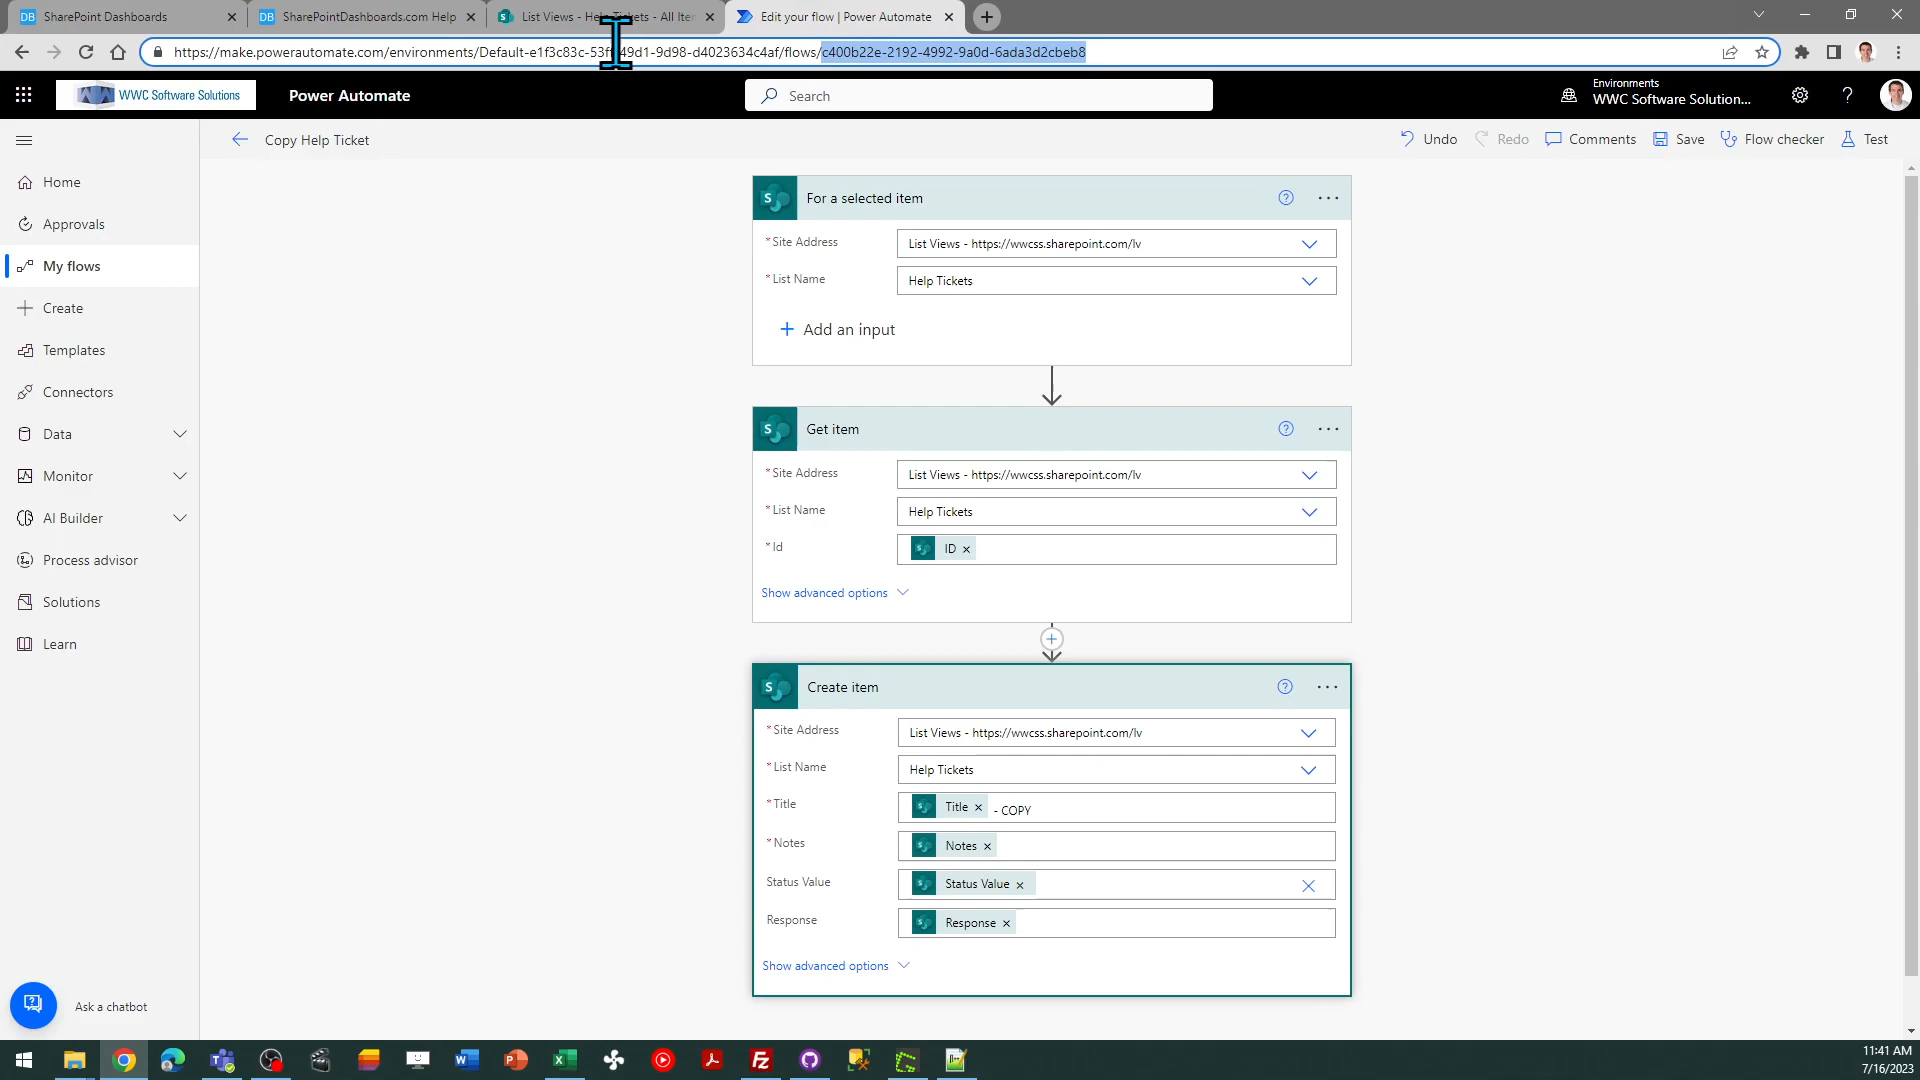 DB SharePoint Dashboards
DB SharePointDashboards.com Help
List Views - Help Tickets - All Iter
Edit your flow | Power Automate
https://make.powerautomate.com/environments/Default-e1f3c83c-53ff-49d1-9d98-d4023634c4af/flows/c400b22e-2192-4992-9a0d-6ada3d2cbeb8
WWC Software Solutions
Power Automate
Search
Environments
WWC Software Solution...
Copy Help Ticket
Undo
Redo
Comments
Save
Flow checker
Test
Home
Approvals
My flows
Create
Templates
Connectors
Data
Monitor
AI Builder
Process advisor
Solutions
Learn
Ask a chatbot
For a selected item
* Site Address
List Views - https://wwcss.sharepoint.com/lv
* List Name
Help Tickets
+ Add an input
Get item
* Site Address
List Views - https://wwcss.sharepoint.com/lv
* List Name
Help Tickets
* Id
ID ×
Show advanced options
Create item
* Site Address
List Views - https://wwcss.sharepoint.com/lv
* List Name
Help Tickets
* Title
Title × - COPY
* Notes
Notes ×
Status Value
Status Value ×
Response
Response ×
Show advanced options
11:41 AM
7/16/2023